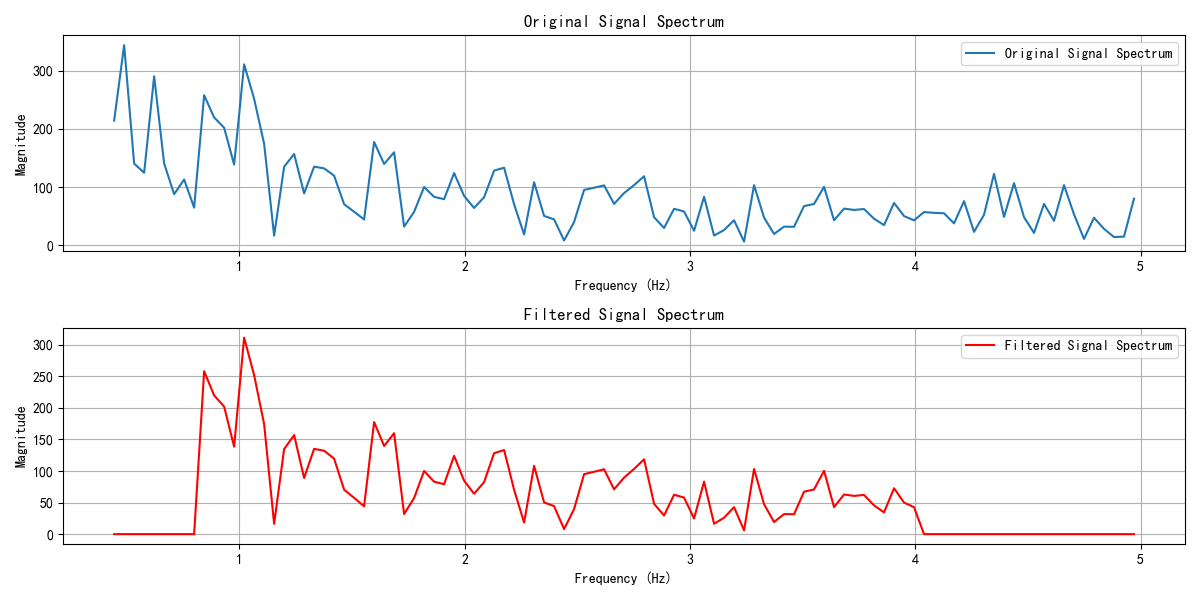 Original Signal Spectrum
Original Signal Spectrum
Magnitude
300
200
100
0
1 2 3 4 5
Frequency (Hz)
Filtered Signal Spectrum
Filtered Signal Spectrum
Magnitude
300
250
200
150
100
50
0
1 2 3 4 5
Frequency (Hz)